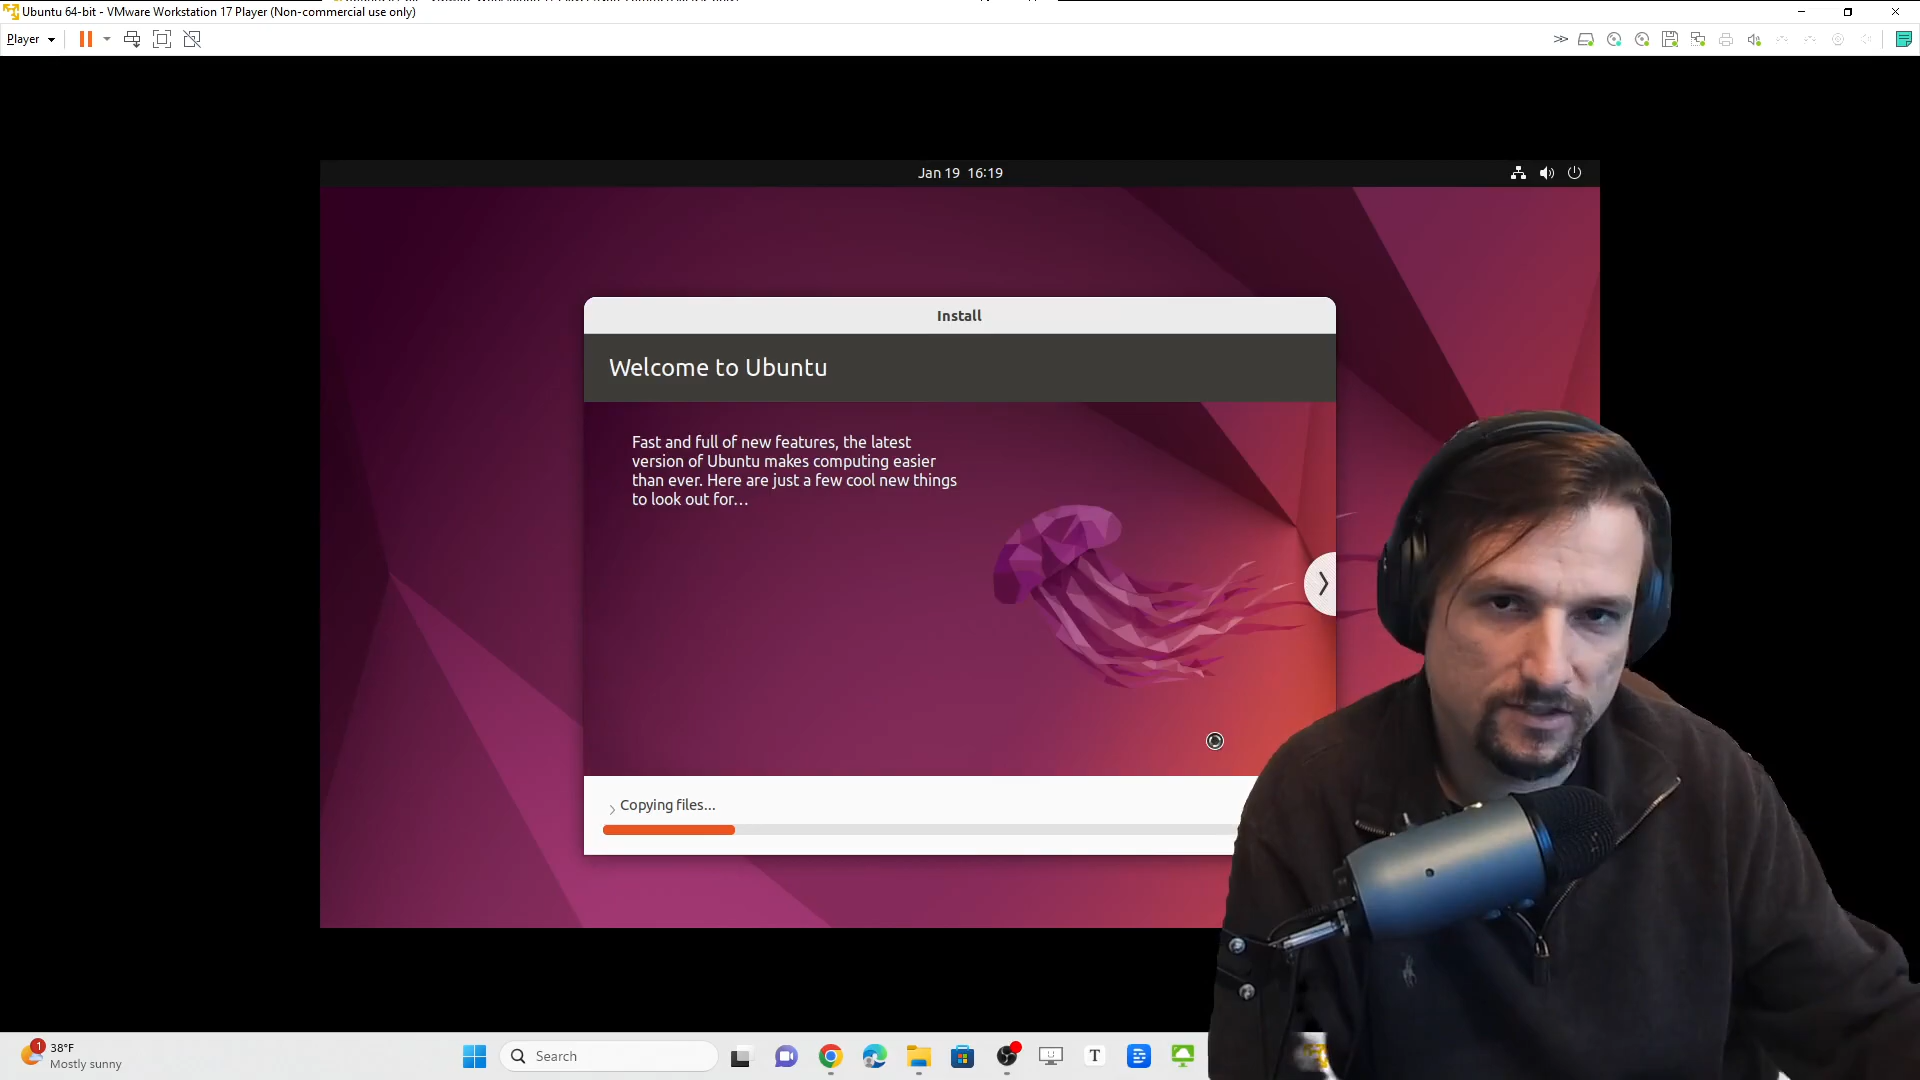 Ubuntu 64-bit - VMware Workstation 17 Player (Non-commercial use only)
Player
Jan 19 16:19
Install
Welcome to Ubuntu
Fast and full of new features, the latest
version of Ubuntu makes computing easier
than ever. Here are just a few cool new things
to look out for…
Copying files...
1
38°F
Mostly sunny
Search
T